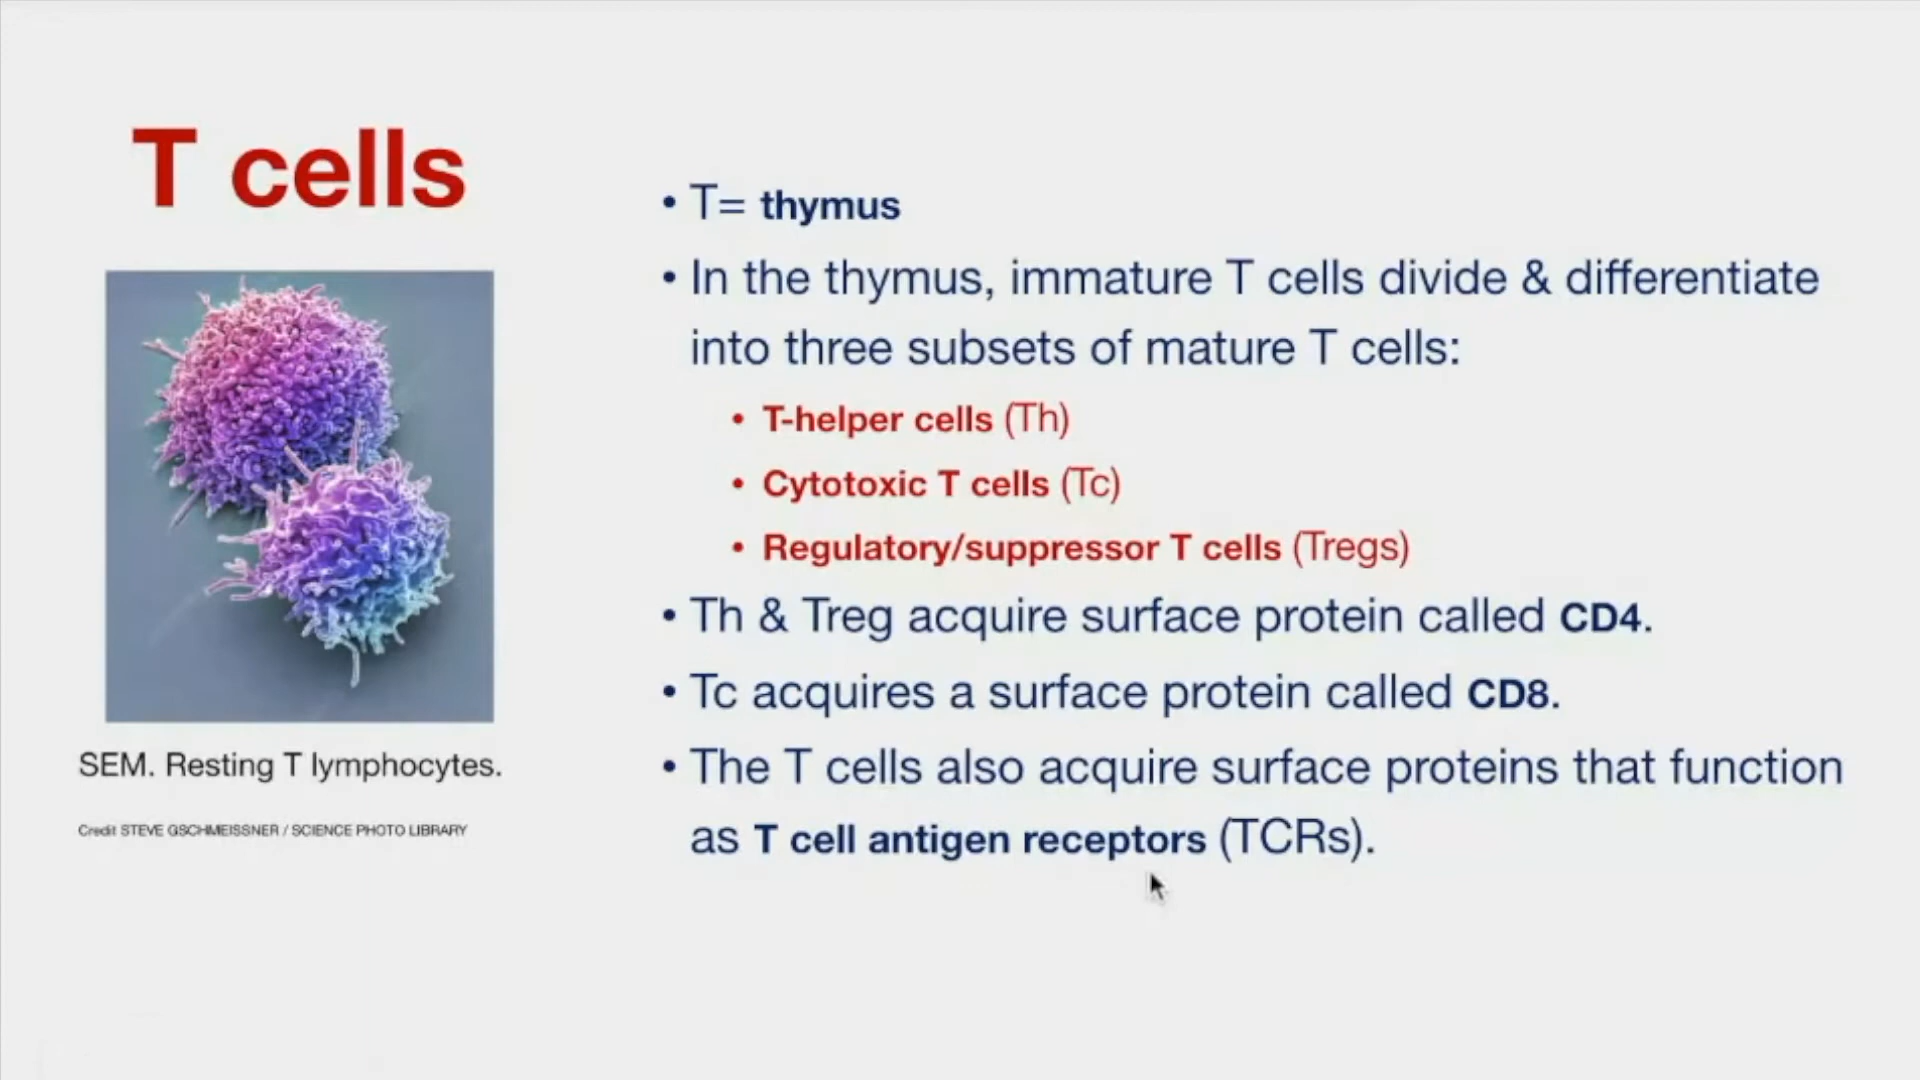 T cells
SEM. Resting T lymphocytes.
Credit STEVE GSCHMEISSNER / SCIENCE PHOTO LIBRARY
• T= thymus
• In the thymus, immature T cells divide & differentiate
into three subsets of mature T cells:
• T-helper cells (Th)
• Cytotoxic T cells (Tc)
• Regulatory/suppressor T cells (Tregs)
• Th & Treg acquire surface protein called CD4.
• Tc acquires a surface protein called CD8.
• The T cells also acquire surface proteins that function
as T cell antigen receptors (TCRs).